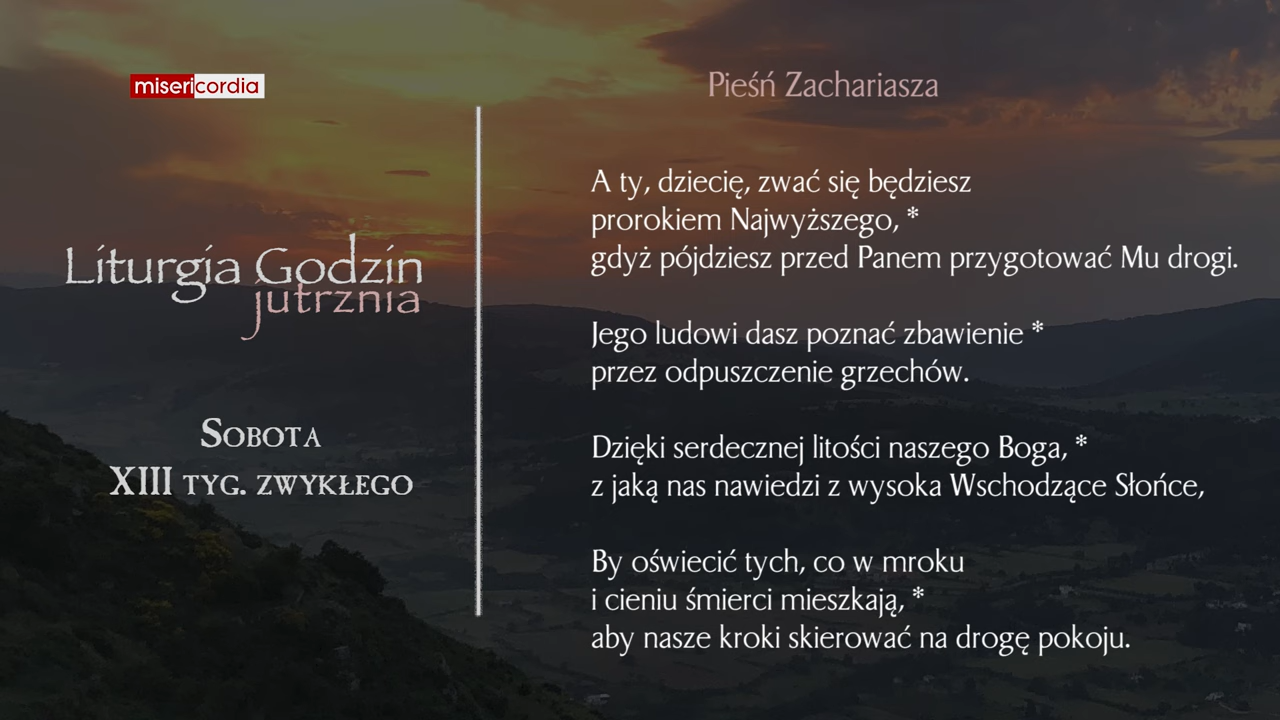 misericordia
Liturgia Godzin
jutrznia
Sobota
XIII tyg. zwykłego
Pieśń Zachariasza
A ty, dziecię, zwać się będziesz
prorokiem Najwyższego, *
gdyż pójdziesz przed Panem przygotować Mu drogi.
Jego ludowi dasz poznać zbawienie *
przez odpuszczenie grzechów.
Dzięki serdecznej litości naszego Boga, *
z jaką nas nawiedzi z wysoka Wschodzące Słońce,
By oświecić tych, co w mroku
i cieniu śmierci mieszkają, *
aby nasze kroki skierować na drogę pokoju.